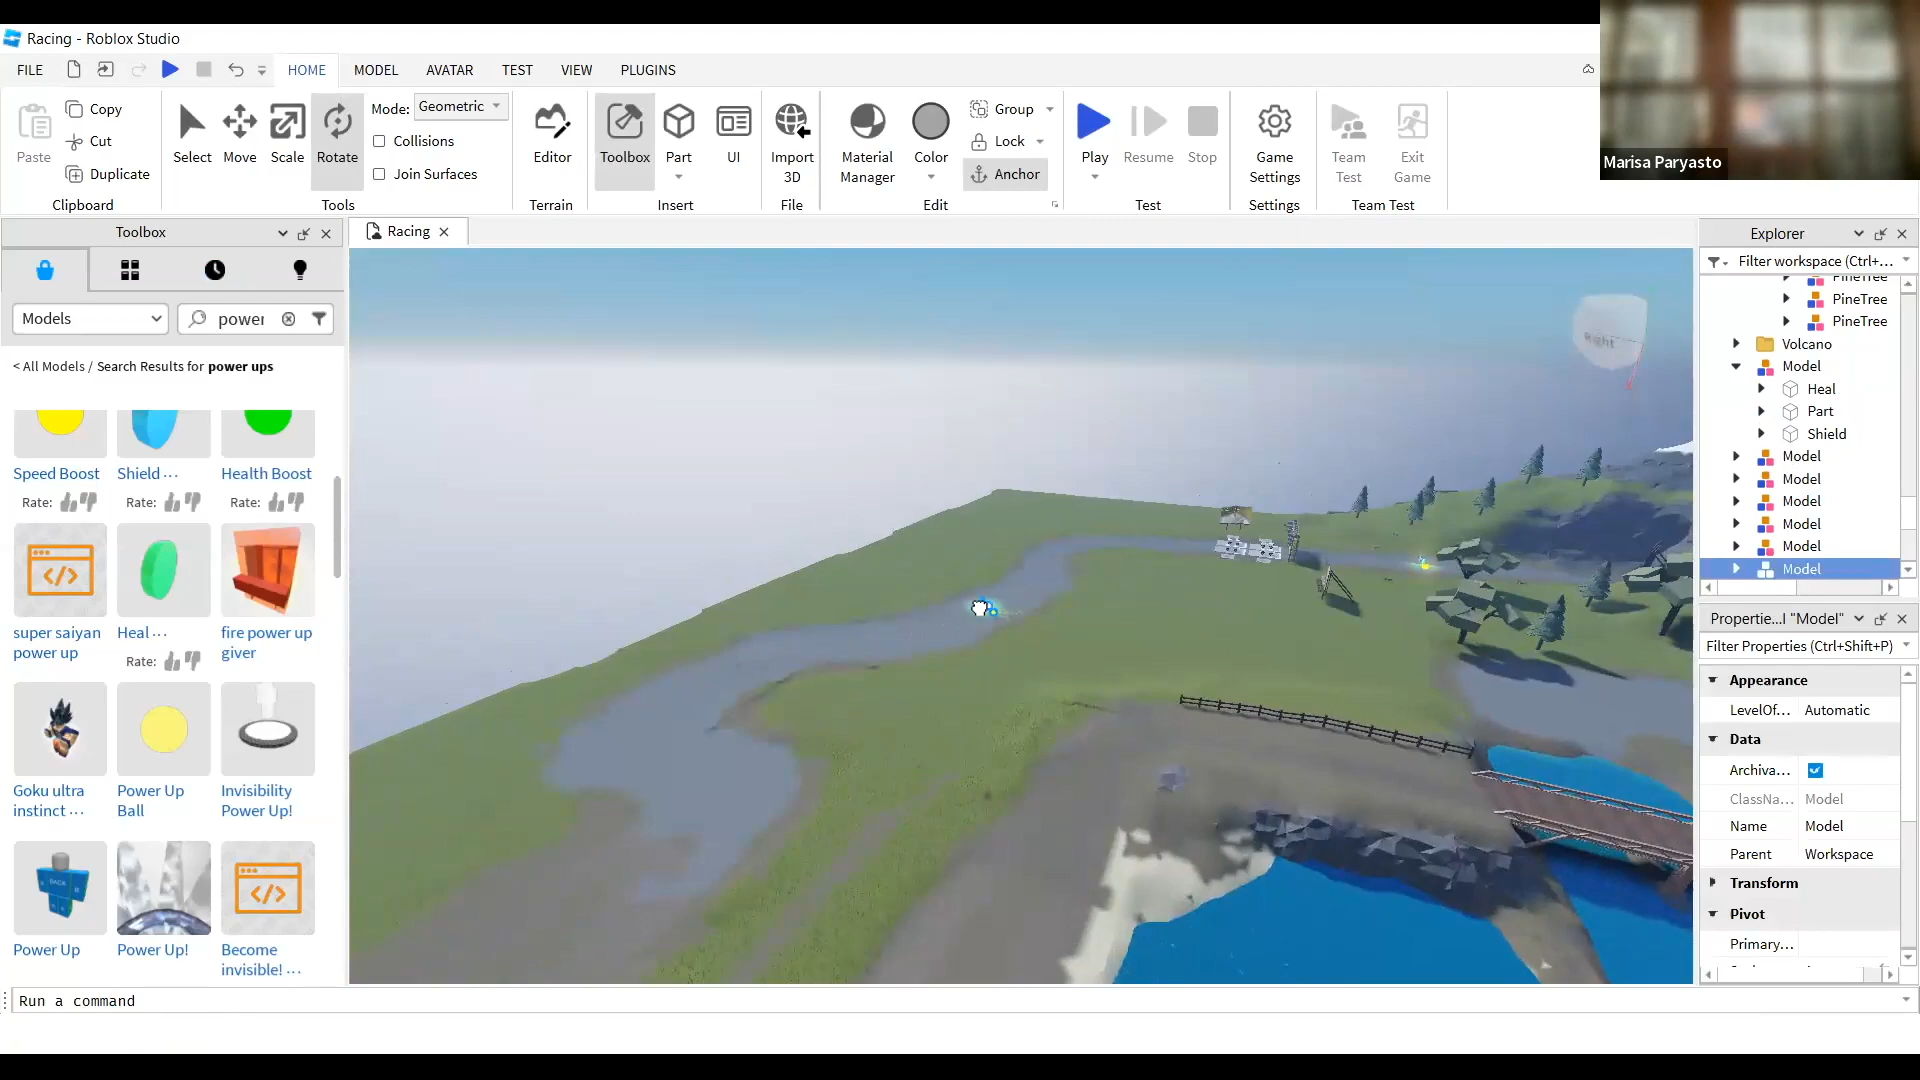 Racing - Roblox Studio
FILE
HOME
MODEL
AVATAR
TEST
VIEW
PLUGINS
Paste
Copy
Cut
Duplicate
Clipboard
Select
Move
Scale
Rotate
Tools
Mode:
Geometric
Collisions
Join Surfaces
Editor
Terrain
Toolbox
Part
UI
Insert
Import
3D
File
Material
Manager
Color
Group
Lock
Anchor
Edit
Play
Resume
Stop
Test
Game
Settings
Settings
Team
Test
Exit
Game
Team Test
Marisa Paryasto
Toolbox
Models
power
< All Models / Search Results for power ups
Speed Boost
Shield ...
Health Boost
Rate:
Rate:
Rate:
super saiyan
power up
Heal ...
Rate:
fire power up
giver
Goku ultra
instinct ...
Power Up
Ball
Invisibility
Power Up!
BACK
Power Up
Power Up!
Become
invisible! ...
Racing
Right
Explorer
Filter workspace (Ctrl+...
PineTree
PineTree
PineTree
Volcano
Model
Heal
Part
Shield
Model
Model
Model
Model
Model
Model
Propertie...l "Model"
Filter Properties (Ctrl+Shift+P)
Appearance
LevelOf... Automatic
Data
Archiva...
ClassNa... Model
Name Model
Parent Workspace
Transform
Pivot
Primary...
Run a command